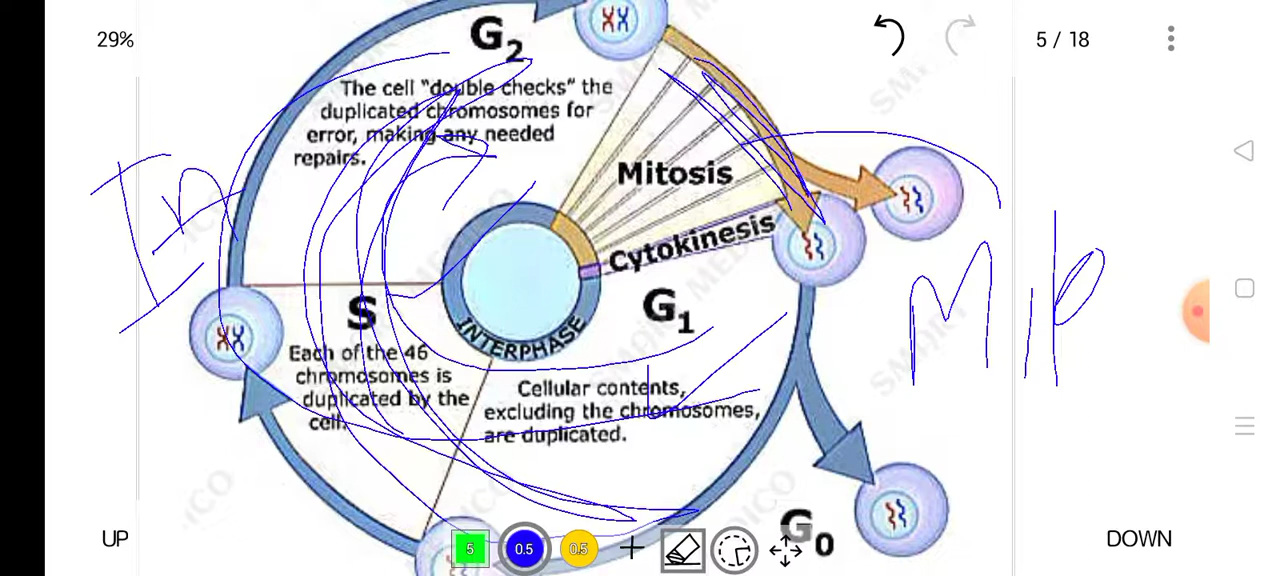 29%
5 / 18
G2
The cell "double checks" the
duplicated chromosomes for
error, making any needed
repairs.
Mitosis
Cytokinesis
In
M
S
G1
INTERPHASE
Each of the 46
chromosomes is
duplicated by the
cell.
Cellular contents,
excluding the chromosomes,
are duplicated.
G0
UP
5
0.5
0.5
DOWN